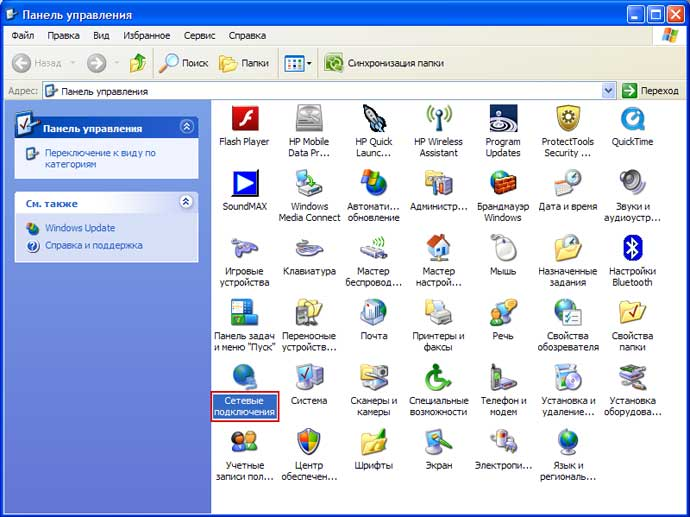 Панель управления
Файл Правка Вид Избранное Сервис Справка
Назад Поиск Папки Синхронизация папки
Адрес: Панель управления Переход
Панель управления
Переключение к виду по
категориям
См. также
Windows Update
Справка и поддержка
Flash Player
HP Mobile
Data Pr...
HP Quick
Launc...
HP Wireless
Assistant
Program
Updates
ProtectTools
Security ...
QuickTime
SoundMAX
Windows
Media Connect
Автомати...
обновление
Администр...
Брандмауэр
Windows
Дата и время
Звуки и
аудиоустр...
Игровые
устройства
Клавиатура
Мастер
беспровод...
Мастер
настрой...
Мышь
Назначенные
задания
Настройки
Bluetooth
Панель задач
и меню "Пуск"
Переносные
устройств...
Почта
Принтеры и
факсы
Речь
Свойства
обозревателя
Свойства
папки
Сетевые
подключения
Система
Сканеры и
камеры
Специальные
возможности
Телефон и
модем
Установка и
удаление...
Установка
оборудова...
Учетные
записи пол...
Центр
обеспечен...
Шрифты
Экран
Электропи...
Язык и
региональ...